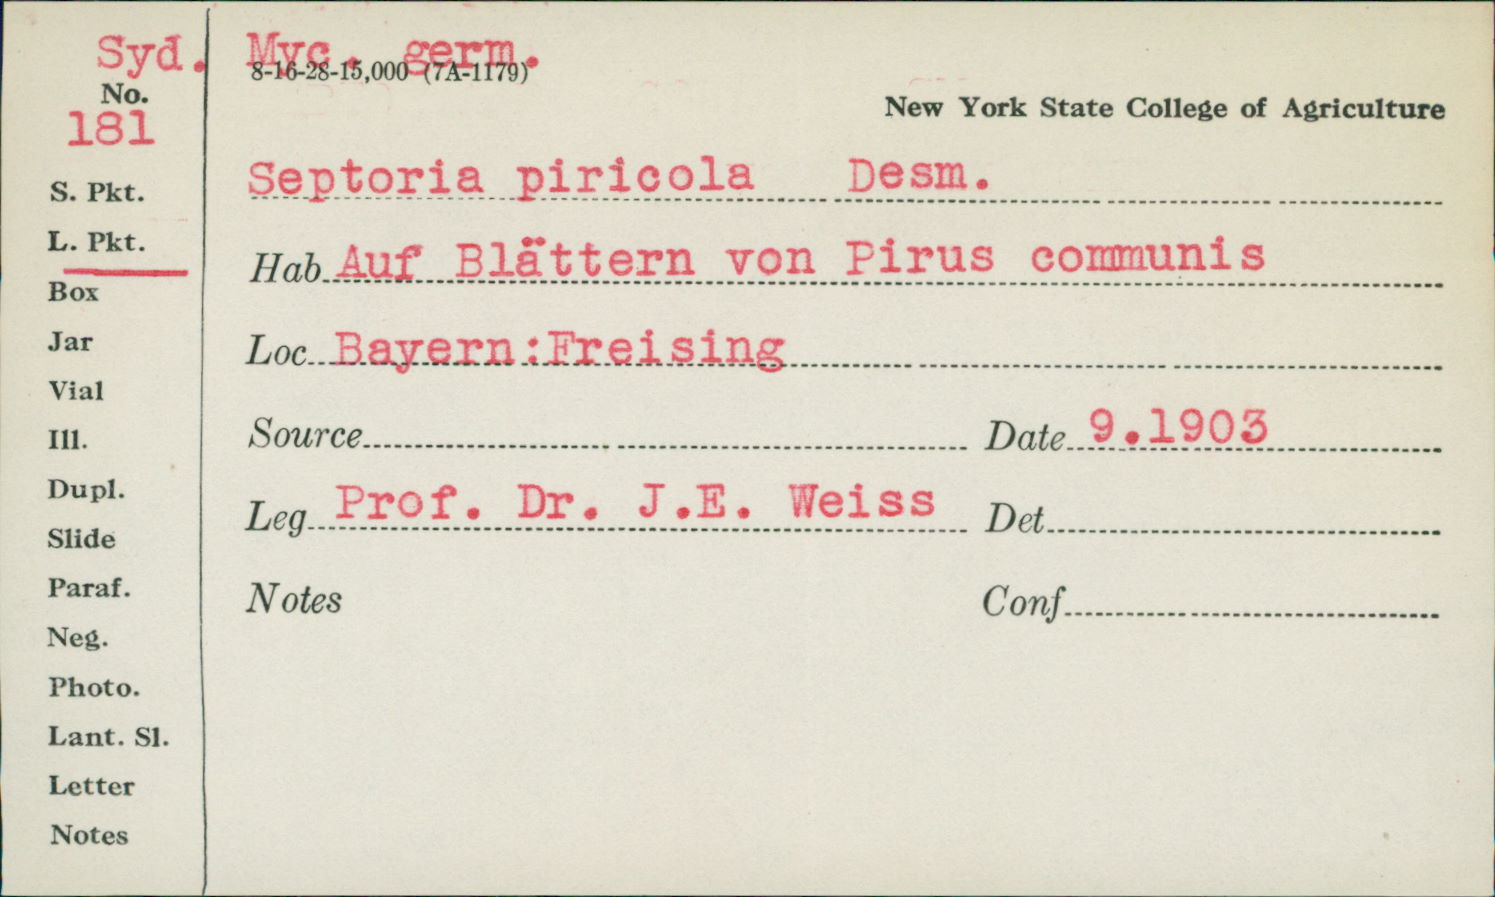 Syd. Myc. germ.
8-16-28-15,000 (7A-1179)
No.
181
New York State College of Agriculture
S. Pkt.
Septoria piricola Desm.
L. Pkt.
Hab. Auf Blättern von Pirus communis
Box
Jar
Loc. Bayern:Freising
Vial
Ill.
Source Date 9.1903
Dupl.
Leg. Prof. Dr. J.E. Weiss Det.
Slide
Paraf.
Notes Conf.
Neg.
Photo.
Lant. Sl.
Letter
Notes